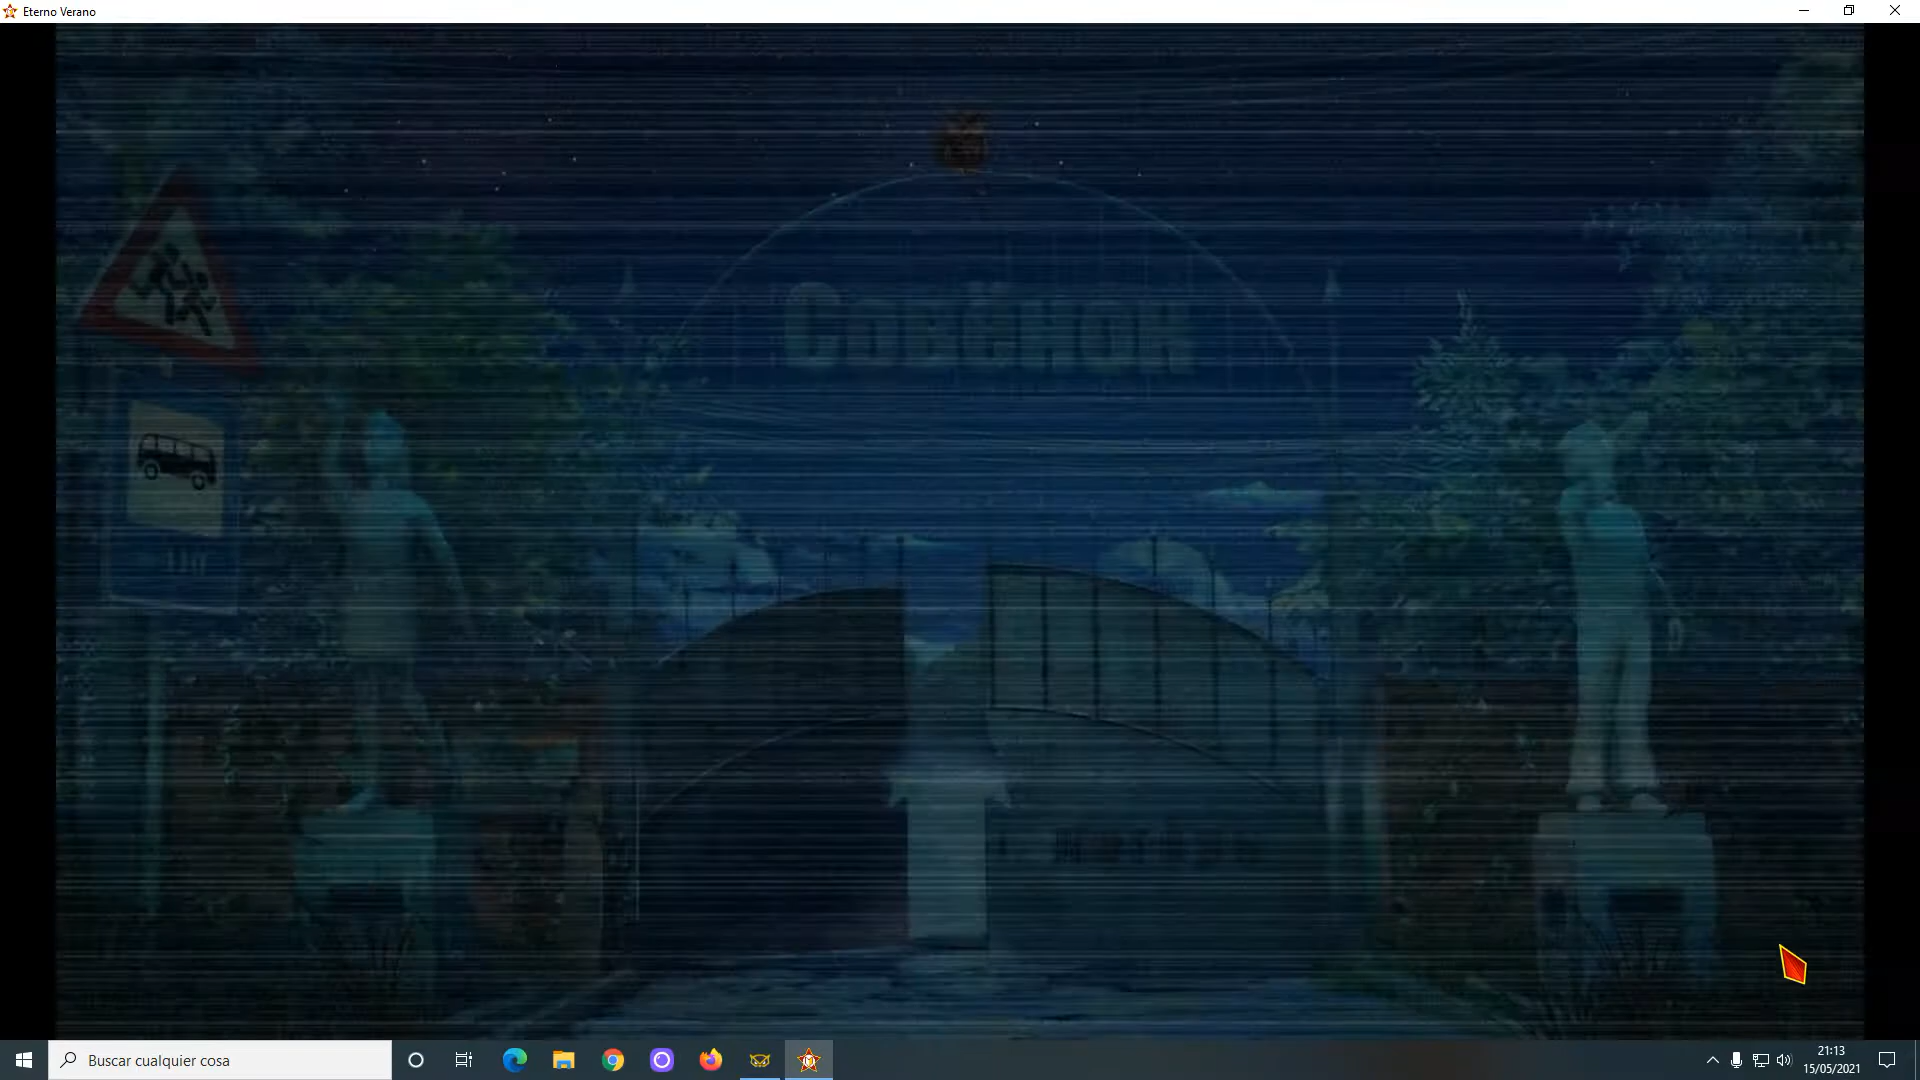 Eterno Verano
Совёнок
Buscar cualquier cosa
21:13
15/05/2021